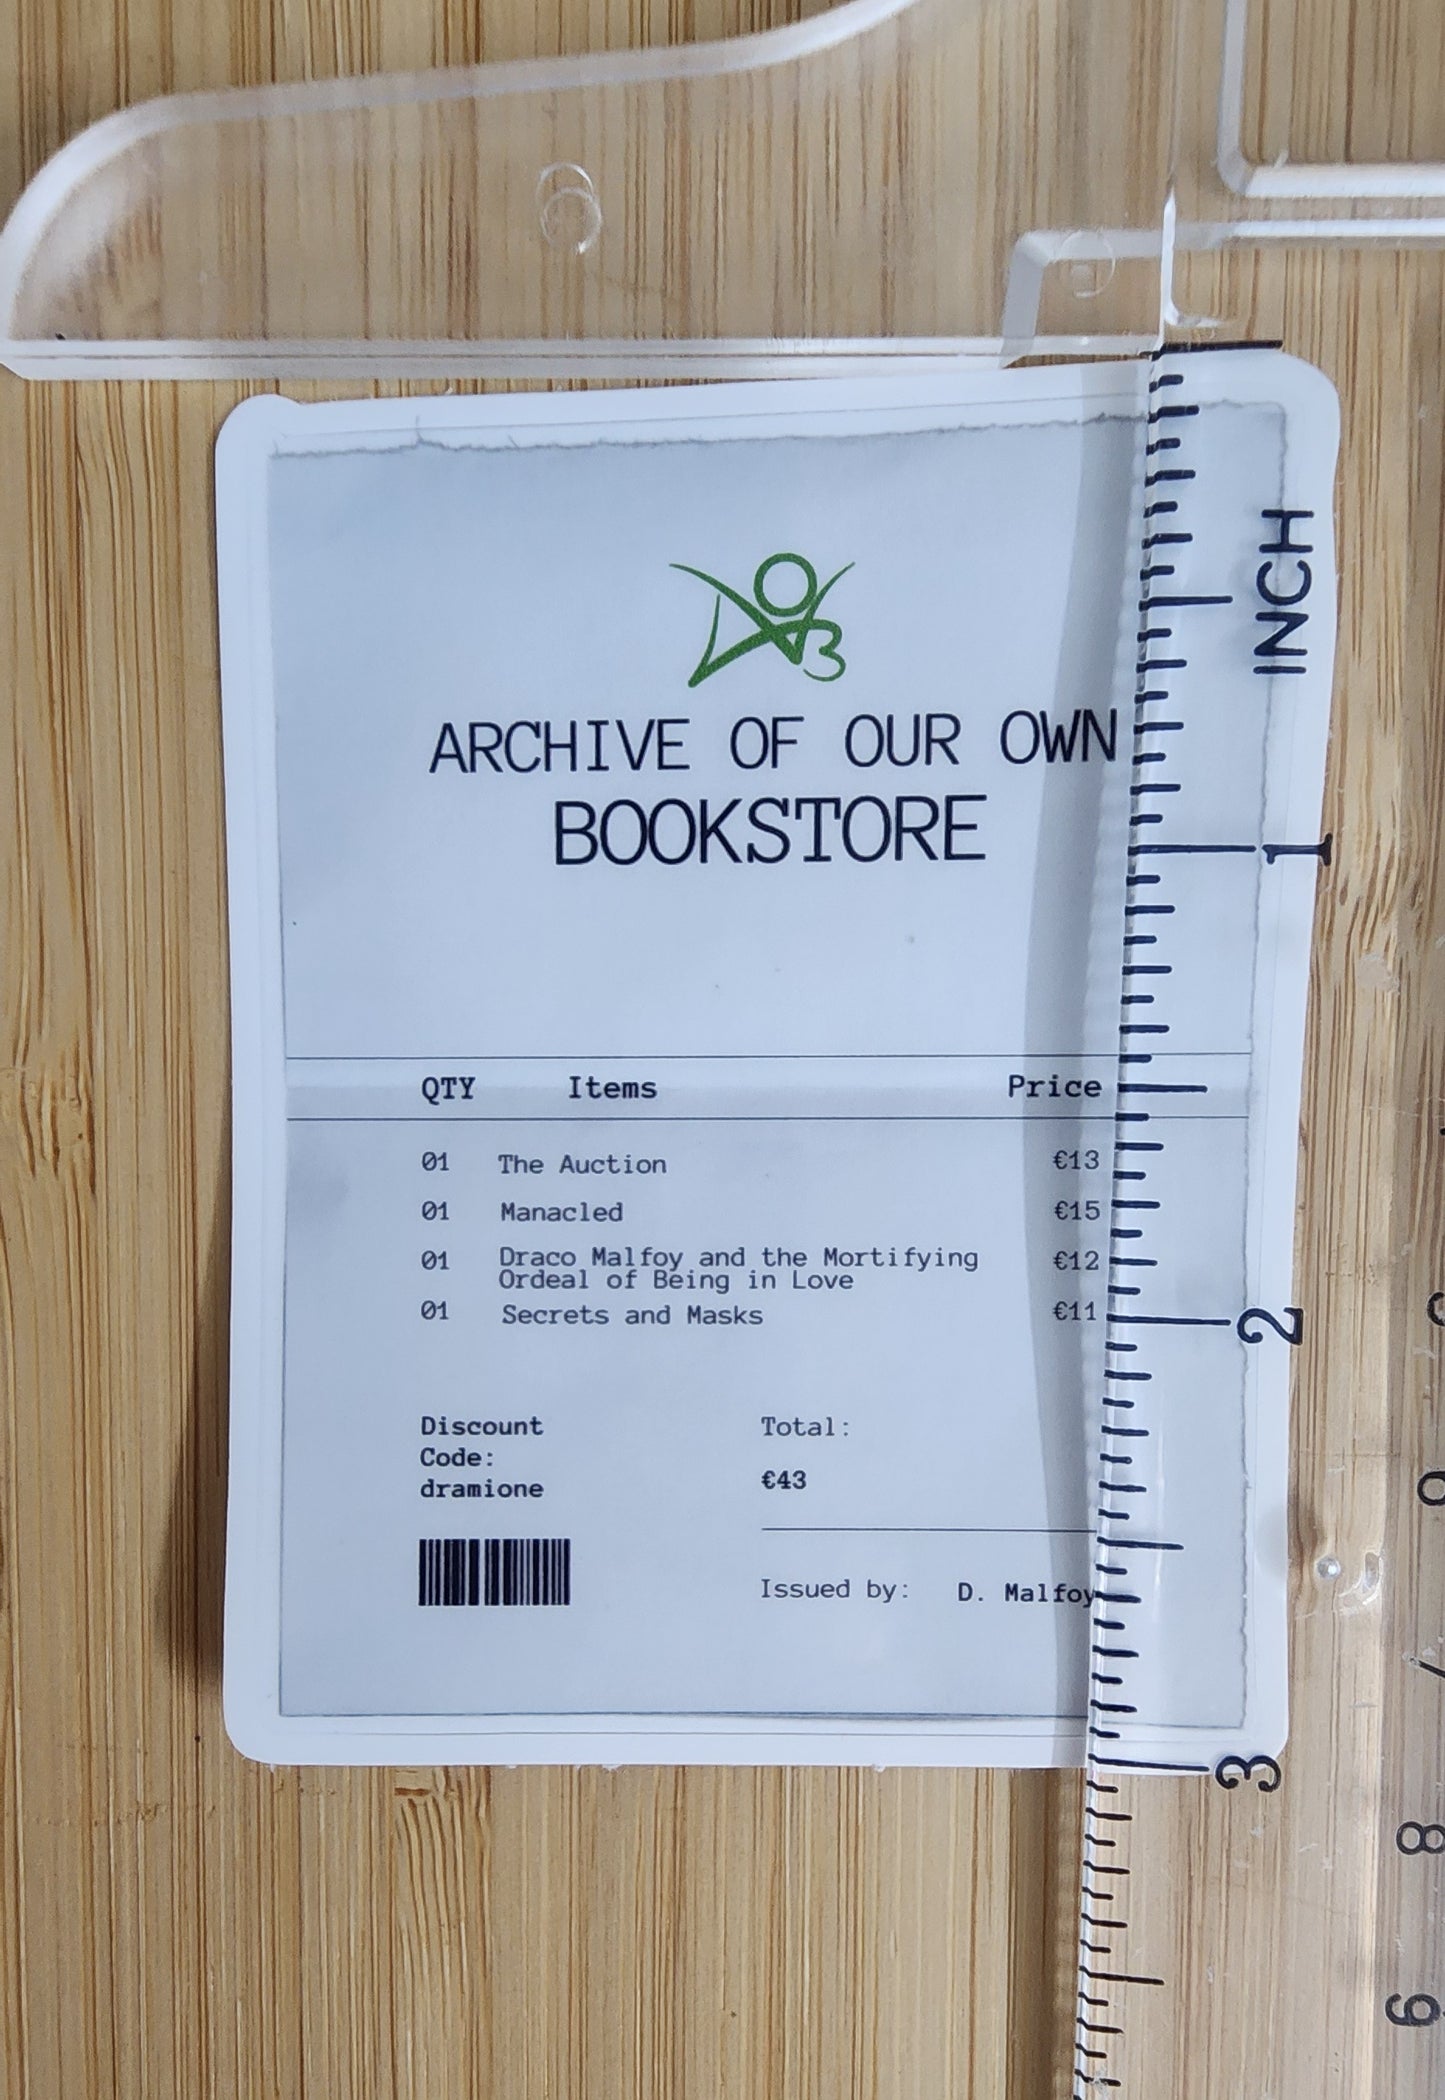 AO3
ARCHIVE OF OUR OWN
BOOKSTORE
QTY Items Price
01 The Auction €13
01 Manacled €15
01 Draco Malfoy and the Mortifying €12
Ordeal of Being in Love
01 Secrets and Masks €11
Discount
Code:
dramione
Total:
€43
Issued by: D. Malfoy
INCH
1
2
3
8